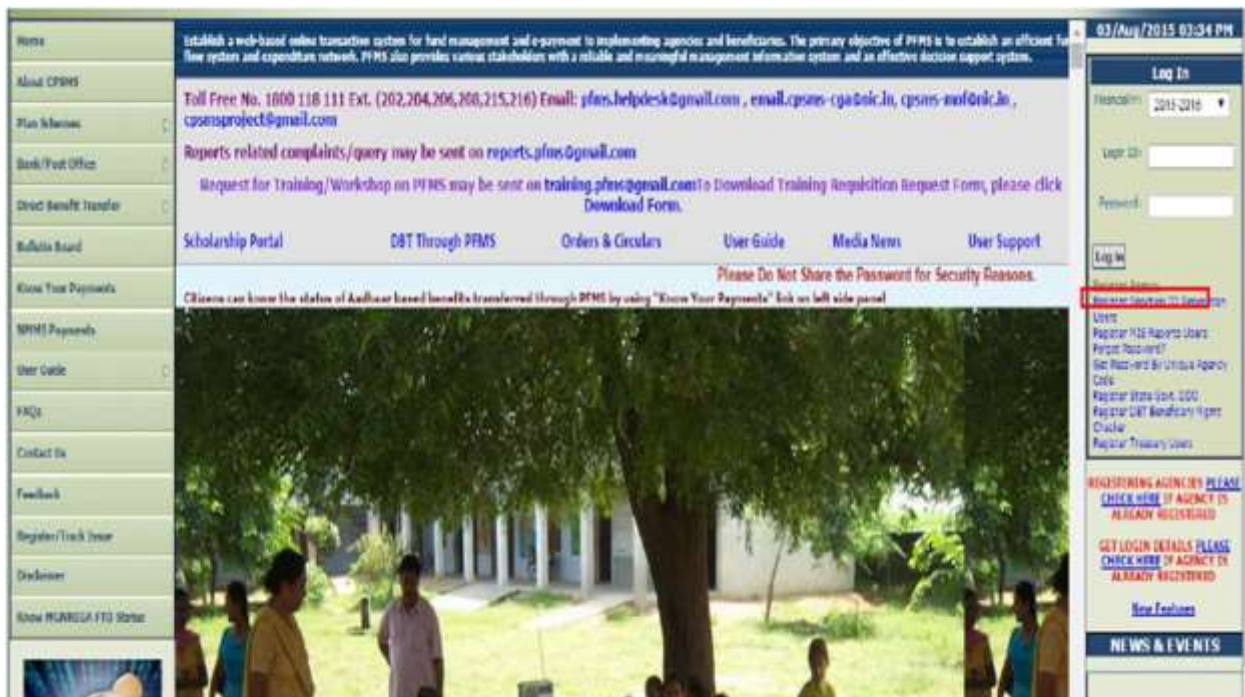 Home
About CPSMS
Plan Schemes
Bank/Post Office
Direct Benefit Transfer
Bulletin Board
Know Your Payments
User Guide
FAQs
Contact Us
Feedback
Register/Track Issue
Disclaimer
Know MGNREGA FTO Status
Establish a web-based online transaction system for fund management and e-payment to implementing agencies and beneficiaries. The primary objective of PFMS is to establish an efficient
flow system and expenditure network. PFMS also provides various stakeholders with a reliable and meaningful management information system and an effective decision support system.
Toll Free No. 1800 118 111 Ext. (202,204,206,208,215,216) Email: pfms.helpdesk@gmail.com , email.cpsms-cga@nic.in, cpsms-mof@nic.in ,
cpsmsproject@gmail.com
Reports related complaints/query may be sent on reports.pfms@gmail.com
Request for Training/Workshop on PFMS may be sent on training.pfms@gmail.comTo Download Training Requisition Request Form, please click
Download Form.
Scholarship Portal DBT Through PFMS Orders & Circulars User Guide Media News User Support
Please Do Not Share the Password for Security Reasons.
Citizens can know the status of Aadhaar based benefits transferred through PFMS by using "Know Your Payments" link on left side panel
03/Aug/2015 03:34 PM
Log In
2015-2016
Login ID:
Password:
Log In
Users
Register MIS Reports Users
Forgot Password?
Get Password By Unique Agency
Code
Register State Govt. DDO
Register DBT Beneficiary Mgmt
Checker
Register Treasury Users
REGISTERING AGENCIES PLEASE
CHECK HERE IF AGENCY IS
ALREADY REGISTERED
GET LOGIN DETAILS PLEASE
CHECK HERE IF AGENCY IS
ALREADY REGISTERED
New Features
NEWS & EVENTS